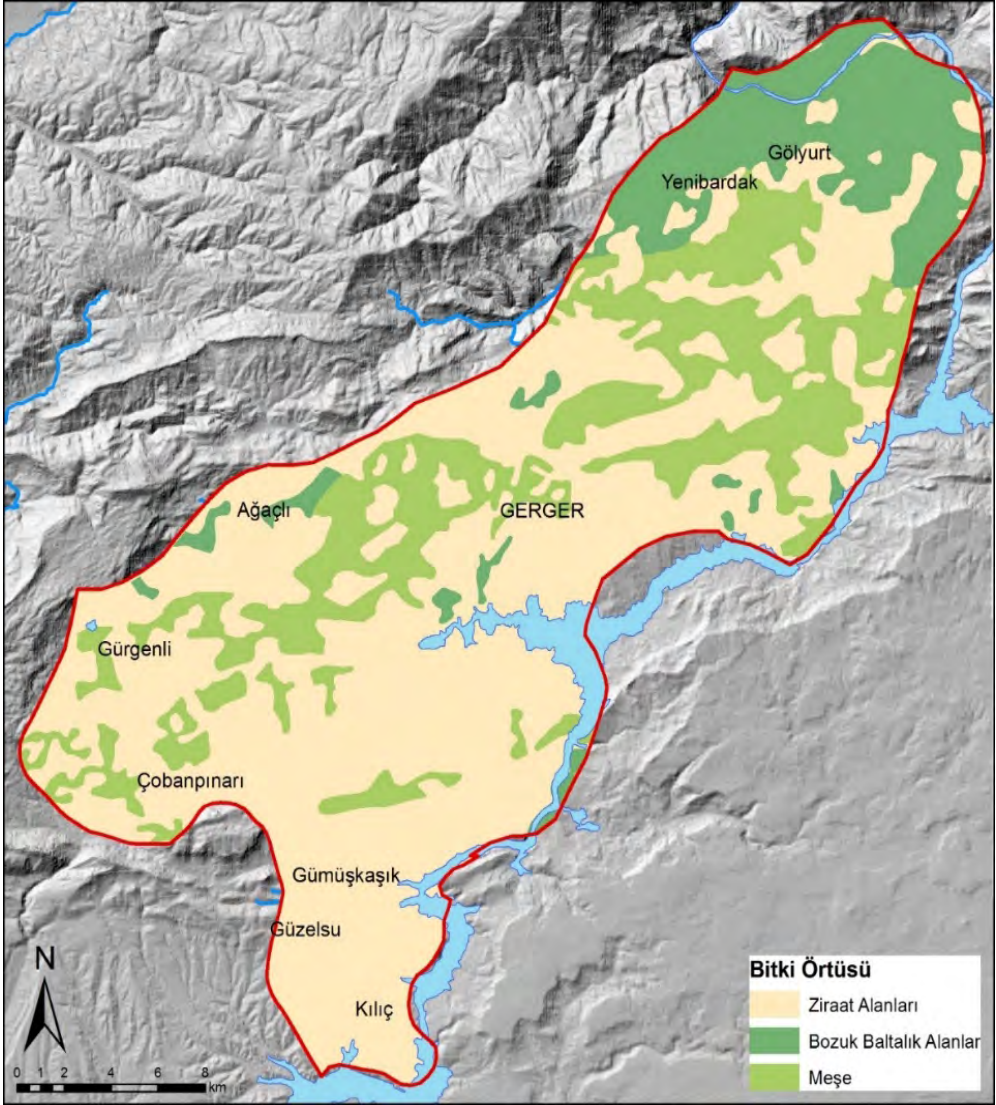 Gölyurt
Yenibardak
Ağaçlı
GERGER
Gürgenli
Çobanpınarı
Gümüşkaşık
Güzelsu
Kılıç
N
0 1 2 4 6 8
km
Bitki Örtüsü
Ziraat Alanları
Bozuk Baltalık Alanlar
Meşe